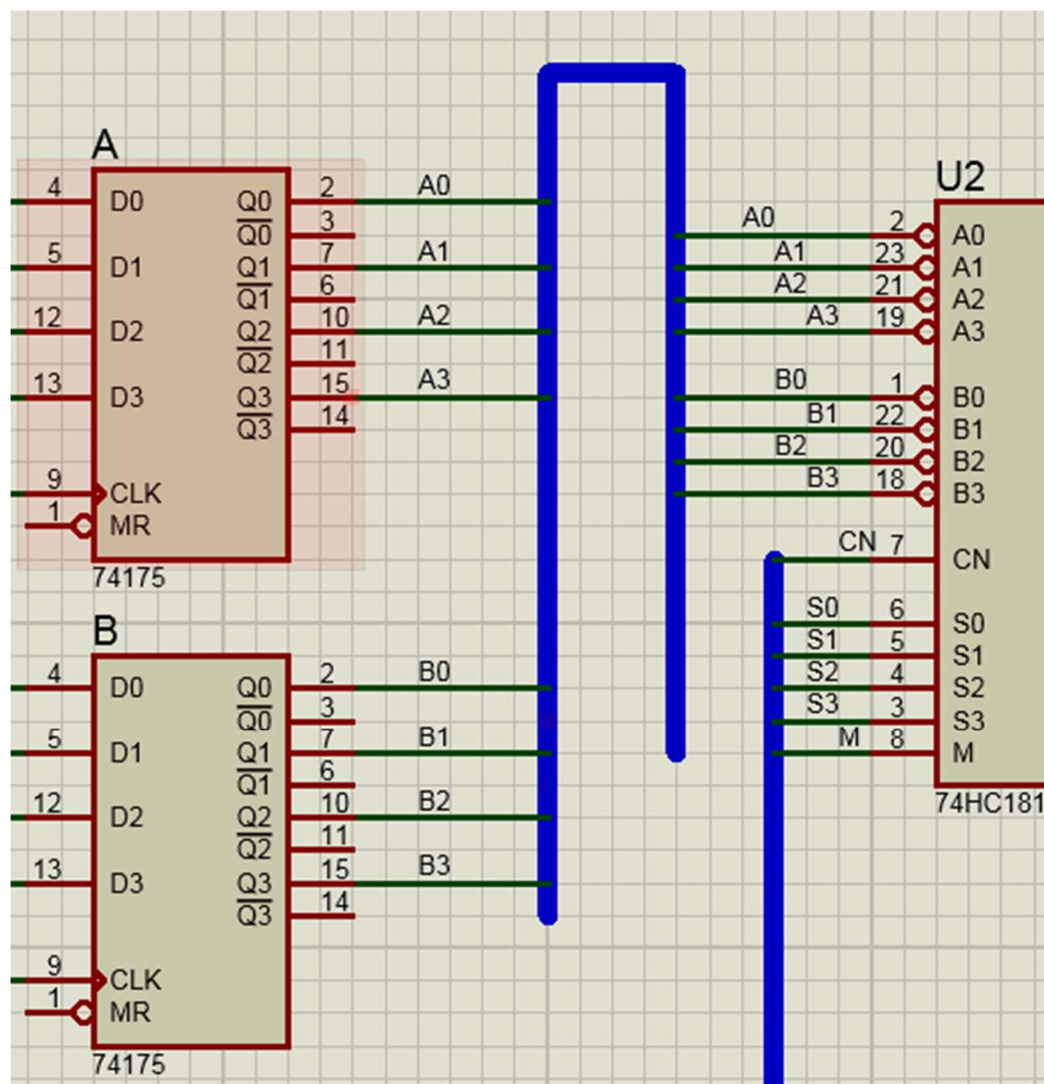 A
4 D0 Q0 2 A0
Q0 3
5 D1 Q1 7 A1
Q1 6
12 D2 Q2 10 A2
Q2 11
13 D3 Q3 15 A3
Q3 14
9 CLK
1 MR
74175
B
4 D0 Q0 2 B0
Q0 3
5 D1 Q1 7 B1
Q1 6
12 D2 Q2 10 B2
Q2 11
13 D3 Q3 15 B3
Q3 14
9 CLK
1 MR
74175
U2
A0 2 A0
A1 23 A1
A2 21 A2
A3 19 A3
B0 1 B0
B1 22 B1
B2 20 B2
B3 18 B3
CN 7 CN
S0 6 S0
S1 5 S1
S2 4 S2
S3 3 S3
M 8 M
74HC181